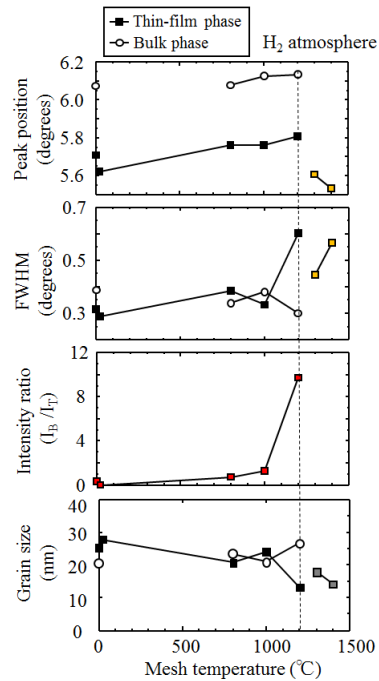 Thin-film phase
Bulk phase
H2 atmosphere
Peak position
(degrees)
6.2
6.0
5.8
5.6
FWHM
(degrees)
0.7
0.5
0.3
Intensity ratio
(IB /IT)
12
8
4
0
Grain size
(nm)
40
30
20
10
0
0 500 1000 1500
Mesh temperature (℃)